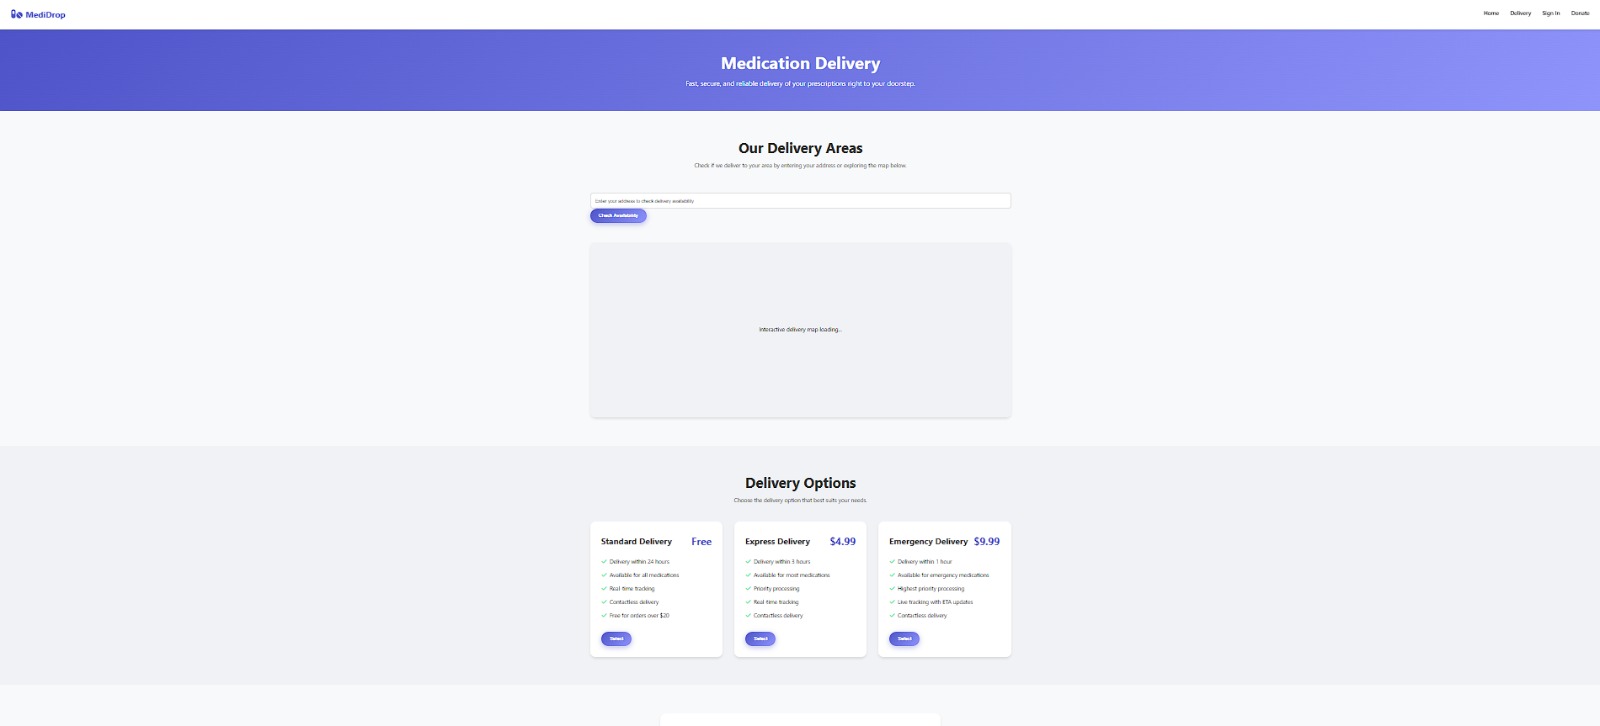 MediDrop
Home Delivery Sign In Donate
Medication Delivery
Fast, secure, and reliable delivery of your prescriptions right to your doorstep.
Our Delivery Areas
Check if we deliver to your area by entering your address or exploring the map below.
Enter your address to check delivery availability
Check Availability
Interactive delivery map loading...
Delivery Options
Choose the delivery option that best suits your needs.
Standard Delivery Free
Delivery within 24 hours
Available for all medications
Real-time tracking
Contactless delivery
Free for orders over $20
Select
Express Delivery $4.99
Delivery within 3 hours
Available for most medications
Priority processing
Real-time tracking
Contactless delivery
Select
Emergency Delivery $9.99
Delivery within 1 hour
Available for emergency medications
Highest priority processing
Live tracking with ETA updates
Contactless delivery
Select